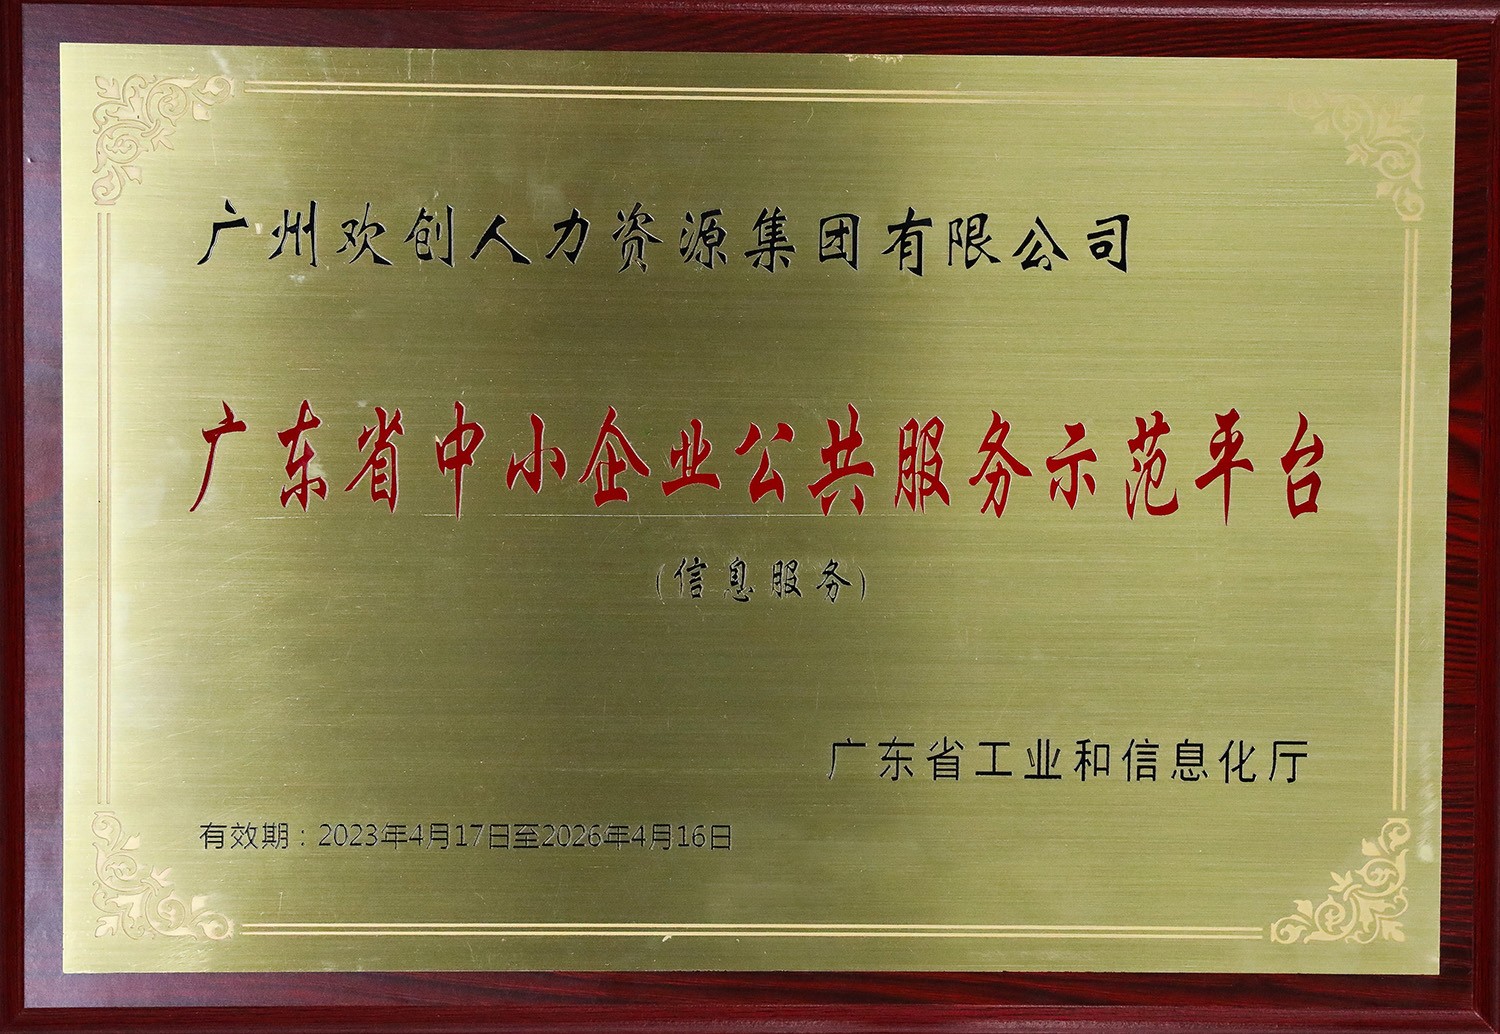 广州欢创人力资源集团有限公司
广东省中小企业公共服务示范平台
(信息服务)
广东省工业和信息化厅
有效期：2023年4月17日至2026年4月16日